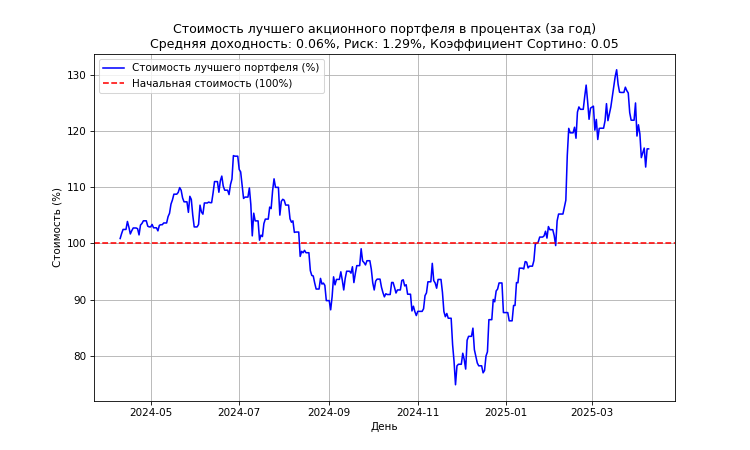 Стоимость лучшего акционного портфеля в процентах (за год)
Средняя доходность: 0.06%, Риск: 1.29%, Коэффициент Сортино: 0.05
Стоимость лучшего портфеля (%)
Начальная стоимость (100%)
Стоимость (%)
130
120
110
100
90
80
2024-05
2024-07
2024-09
2024-11
2025-01
2025-03
День